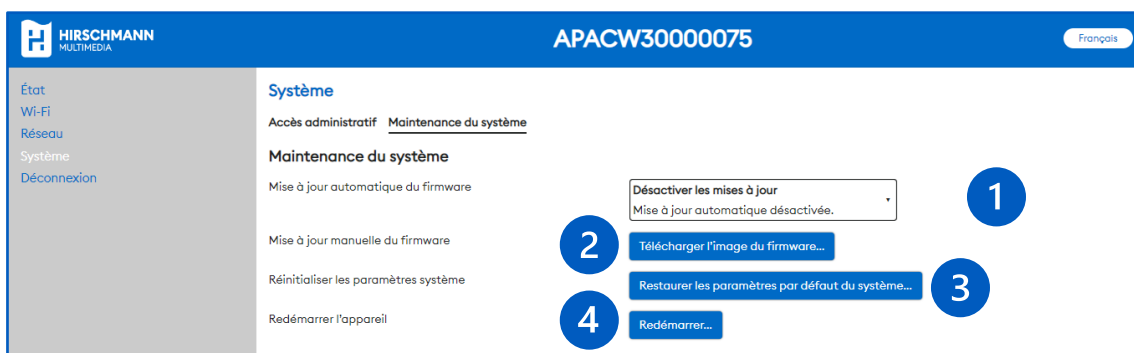 HIRSCHMANN
MULTIMEDIA
APACW30000075
Français
État
Wi-Fi
Réseau
Système
Déconnexion
Système
Accès administratif Maintenance du système
Maintenance du système
Mise à jour automatique du firmware
Désactiver les mises à jour
Mise à jour automatique désactivée.
1
Mise à jour manuelle du firmware
2
Télécharger l'image du firmware...
Réinitialiser les paramètres système
Restaurer les paramètres par défaut du système...
3
Redémarrer l'appareil
4
Redémarrer...